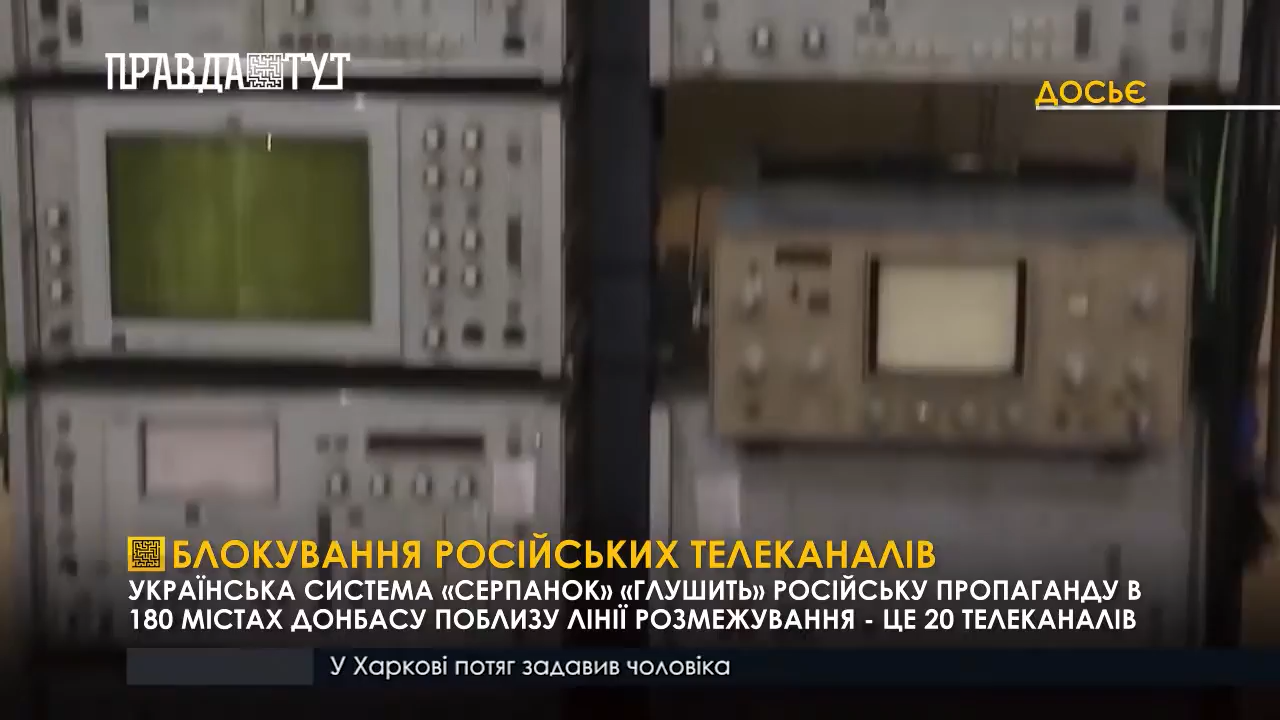 ПРАВДА ТУТ
ДОСЬЄ
БЛОКУВАННЯ РОСІЙСЬКИХ ТЕЛЕКАНАЛІВ
УКРАЇНСЬКА СИСТЕМА «СЕРПАНОК» «ГЛУШИТЬ» РОСІЙСЬКУ ПРОПАГАНДУ В
180 МІСТАХ ДОНБАСУ ПОБЛИЗУ ЛІНІЇ РОЗМЕЖУВАННЯ - ЦЕ 20 ТЕЛЕКАНАЛІВ
У Харкові потяг задавив чоловіка